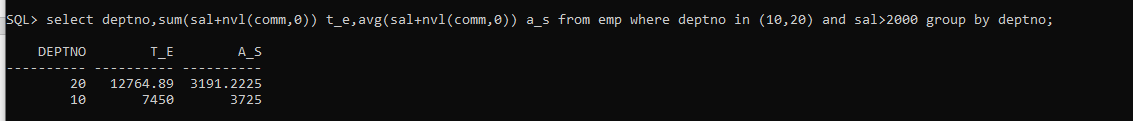 SQL> select deptno,sum(sal+nvl(comm,0)) t_e,avg(sal+nvl(comm,0)) a_s from emp where deptno in (10,20) and sal>2000 group by deptno;
DEPTNO T_E A_S
---------- ---------- ----------
20 12764.89 3191.2225
10 7450 3725